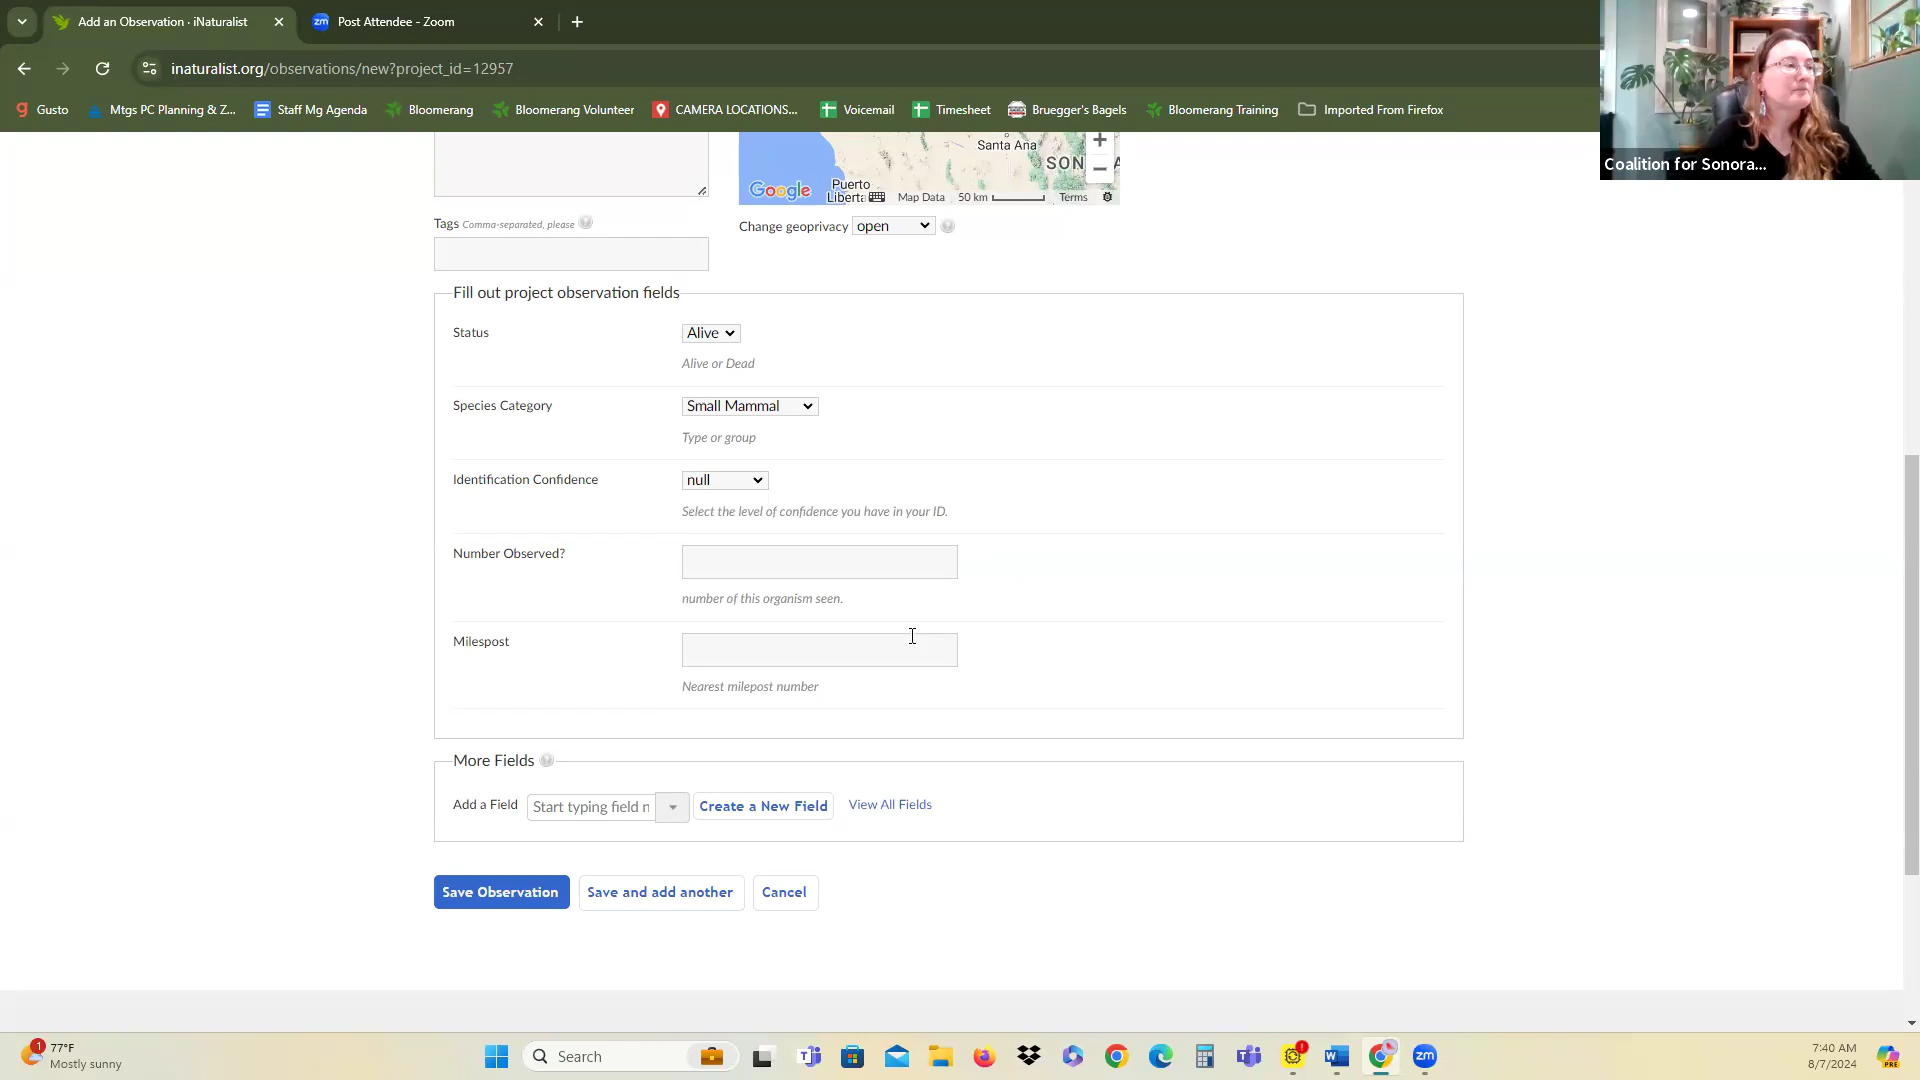 Add an Observation · iNaturalist
Post Attendee - Zoom
inaturalist.org/observations/new?project_id=12957
Gusto
Mtgs PC Planning & Z...
Staff Mg Agenda
Bloomerang
Bloomerang Volunteer
CAMERA LOCATIONS...
Voicemail
Timesheet
Bruegger's Bagels
Bloomerang Training
Imported From Firefox
Coalition for Sonora...
Santa Ana
SON
Puerto
Libert
Google
Map Data
50 km
Terms
Change geoprivacy open
Tags Comma-separated, please
Fill out project observation fields
Status
Alive
Alive or Dead
Species Category
Small Mammal
Type or group
Identification Confidence
null
Select the level of confidence you have in your ID.
Number Observed?
number of this organism seen.
Milespost
Nearest milepost number
More Fields
Add a Field
Start typing field n
Create a New Field
View All Fields
Save Observation
Save and add another
Cancel
1
77°F
Mostly sunny
Search
zm
7:40 AM
8/7/2024